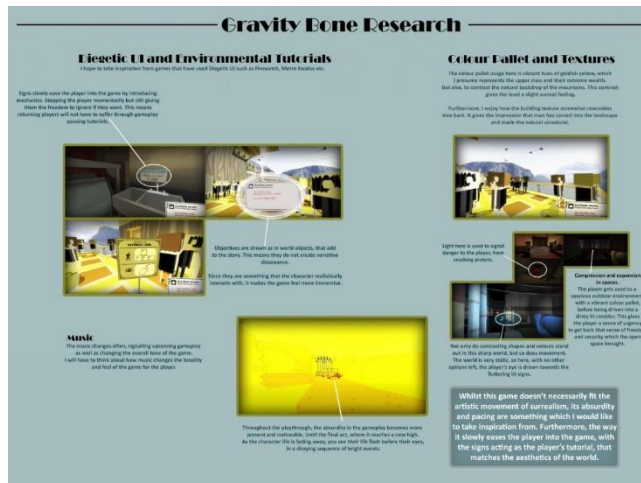 Gravity Bone Research
Diegetic UI and Environmental Tutorials
I hope to take inspiration from games that have used Diegetic UI such as Firewatch, Metro Exodus etc.
Signs slowly ease the player into the game by introducing
mechanics. Stopping the player momentarily but still giving
them the freedom to ignore if they want. This means
returning players will not have to suffer through gameplay
pausing tutorials.
Objectives are shown as in world objects, that add
to the story. This means they do not create narrative
dissonance.
Since they are something that the character realistically
interacts with, it makes the game feel more immersive.
Music
The music changes often, signalling upcoming gameplay
as well as changing the overall tone of the game.
I will have to think about how music changes the tonality
and feel of the game for the player.
Throughout the playthrough, the absurdity in the gameplay becomes more
present and noticeable. Until the final act, where it reaches a new high.
As the character life is fading away, you see their life flash before their eyes,
in a dizzying sequence of bright events.
Colour Pallet and Textures
The colour pallet usage here is vibrant hues of goldish yellow, which
I presume represents the upper class and their extreme wealth.
But also, to contrast the natural backdrop of the mountains. This contrast
gives the level a slight surreal feeling.
Furthermore, I enjoy how the building texture somewhat resembles
tree bark. It gives the impression that man has carved into the landscape
and made the natural unnatural.
Light here is used to signal
danger to the player, from
crushing pistons.
Compression and expansion
in spaces.
The player gets used to a
spacious outdoor environment
with a vibrant colour pallet,
before being driven into a
dimly lit corridor. This gives
the player a sense of urgency
to get back that sense of freedom
and security which the open
space brought.
Not only do contrasting shapes and colours stand
out in this sharp world, but so does movement.
The world is very static, so here, with no other
options left, the player's eye is drawn towards the
fluttering lit signs.
Whilst this game doesn't necessarily fit the
artistic movement of surrealism, its absurdity
and pacing are something which I would like
to take inspiration from. Furthermore, the way
it slowly eases the player into the game, with
the signs acting as the player's tutorial, that
matches the aesthetics of the world.